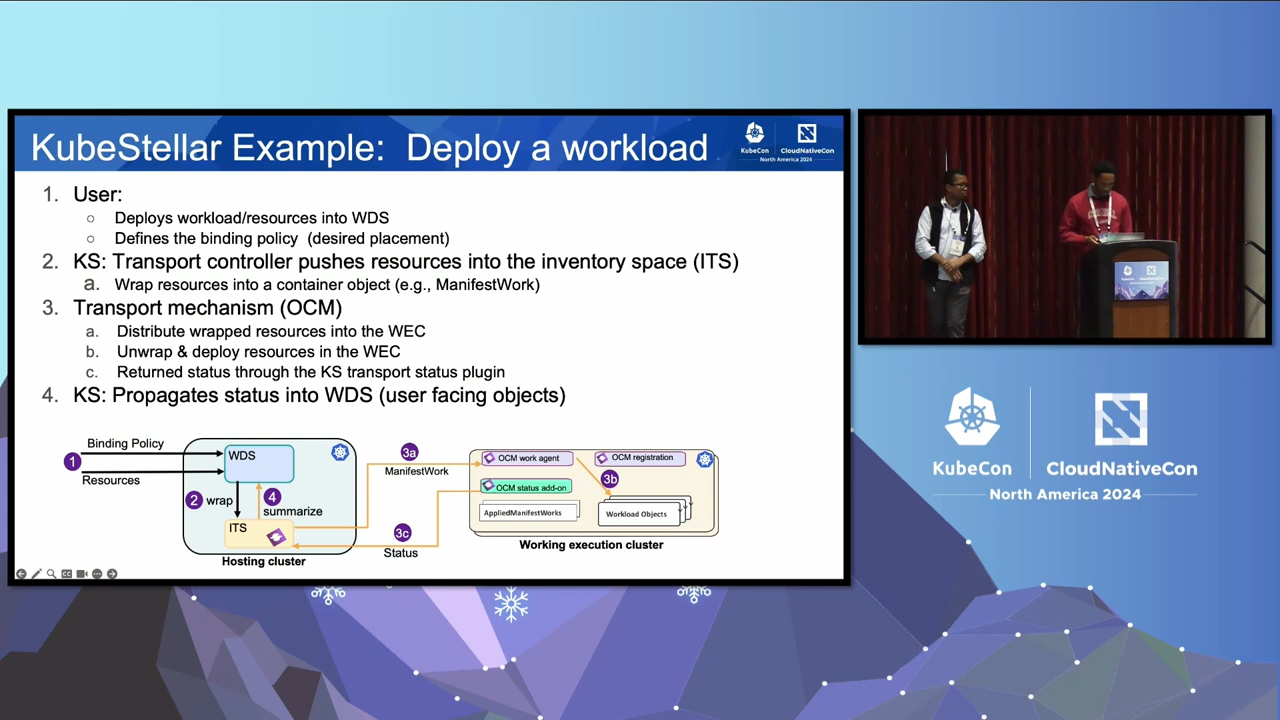 KubeStellar Example: Deploy a workload
KubeCon
CloudNativeCon
North America 2024
1. User:
○ Deploys workload/resources into WDS
○ Defines the binding policy (desired placement)
2. KS: Transport controller pushes resources into the inventory space (ITS)
a. Wrap resources into a container object (e.g., ManifestWork)
3. Transport mechanism (OCM)
a. Distribute wrapped resources into the WEC
b. Unwrap & deploy resources in the WEC
c. Returned status through the KS transport status plugin
4. KS: Propagates status into WDS (user facing objects)
1
Binding Policy
Resources
WDS
2 wrap
4
summarize
ITS
Hosting cluster
3a
ManifestWork
3c
Status
OCM work agent
OCM registration
OCM status add-on
3b
AppliedManifestWorks
Workload Objects
Working execution cluster
KubeCon
CloudNativeCon
North America 2024